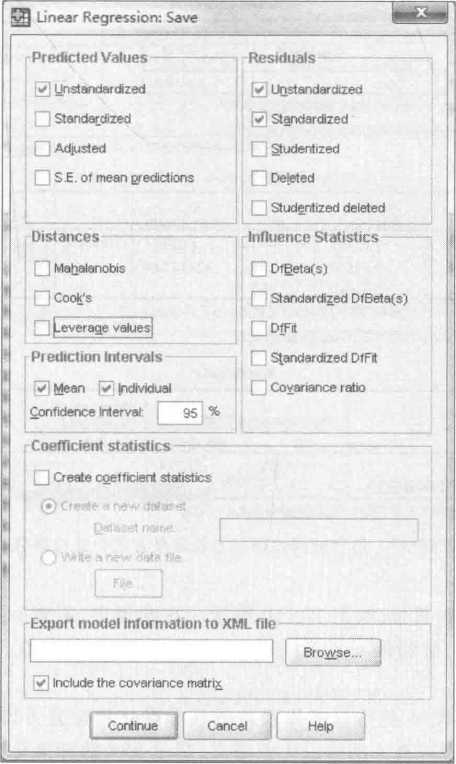 Linear Regression: Save
Predicted Values
Unstandardized
Standardized
Adjusted
S.E. of mean predictions
Residuals
Unstandardized
Standardized
Studentized
Deleted
Studentized deleted
Distances
Mahalanobis
Cook's
Leverage values
Influence Statistics
DfBeta(s)
Standardized DfBeta(s)
DfFit
Standardized DfFit
Covariance ratio
Prediction Intervals
Mean Individual
Confidence Interval: 95 %
Coefficient statistics
Create coefficient statistics
Create a new dataset
Dataset name:
Write a new data file
File...
Export model information to XML file
Browse...
Include the covariance matrix
Continue Cancel Help